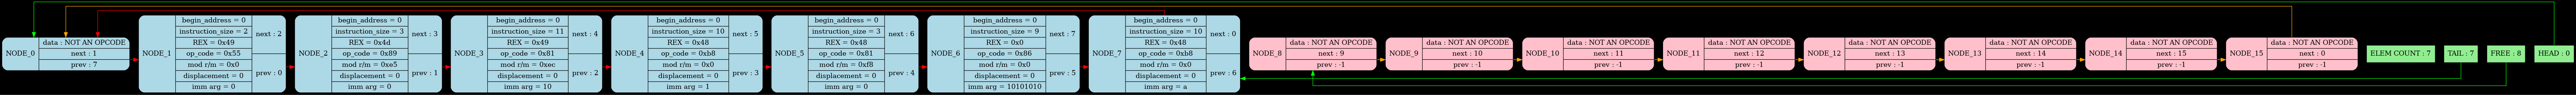 NODE_0
data : NOT AN OPCODE
next : 1
prev : 7
NODE_1
begin_address = 0
instruction_size = 2
REX = 0x49
op_code = 0x55
mod r/m = 0x0
displacement = 0
imm arg = 0
next : 2
prev : 0
NODE_2
begin_address = 0
instruction_size = 3
REX = 0x4d
op_code = 0x89
mod r/m = 0xe5
displacement = 0
imm arg = 0
next : 3
prev : 1
NODE_3
begin_address = 0
instruction_size = 11
REX = 0x49
op_code = 0x81
mod r/m = 0xec
displacement = 0
imm arg = 10
next : 4
prev : 2
NODE_4
begin_address = 0
instruction_size = 10
REX = 0x48
op_code = 0xb8
mod r/m = 0x0
displacement = 0
imm arg = 1
next : 5
prev : 3
NODE_5
begin_address = 0
instruction_size = 3
REX = 0x48
op_code = 0x81
mod r/m = 0xf8
displacement = 0
imm arg = 0
next : 6
prev : 4
NODE_6
begin_address = 0
instruction_size = 9
REX = 0x0
op_code = 0x86
mod r/m = 0x0
displacement = 0
imm arg = 10101010
next : 7
prev : 5
NODE_7
begin_address = 0
instruction_size = 10
REX = 0x48
op_code = 0xb8
mod r/m = 0x0
displacement = 0
imm arg = a
next : 0
prev : 6
NODE_8
data : NOT AN OPCODE
next : 9
prev : -1
NODE_9
data : NOT AN OPCODE
next : 10
prev : -1
NODE_10
data : NOT AN OPCODE
next : 11
prev : -1
NODE_11
data : NOT AN OPCODE
next : 12
prev : -1
NODE_12
data : NOT AN OPCODE
next : 13
prev : -1
NODE_13
data : NOT AN OPCODE
next : 14
prev : -1
NODE_14
data : NOT AN OPCODE
next : 15
prev : -1
NODE_15
data : NOT AN OPCODE
next : 0
prev : -1
ELEM COUNT : 7
TAIL : 7
FREE : 8
HEAD : 0